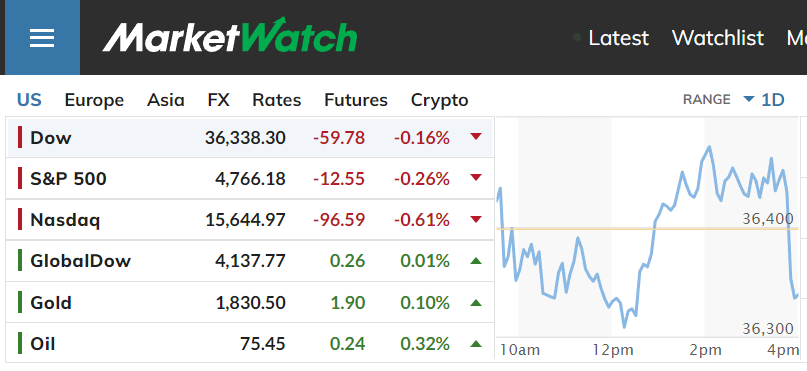 MarketWatch
Latest Watchlist
US Europe Asia FX Rates Futures Crypto RANGE 1D
Dow 36,338.30 -59.78 -0.16%
S&P 500 4,766.18 -12.55 -0.26%
Nasdaq 15,644.97 -96.59 -0.61%
GlobalDow 4,137.77 0.26 0.01%
Gold 1,830.50 1.90 0.10%
Oil 75.45 0.24 0.32%
36,400
36,300
10am 12pm 2pm 4pm